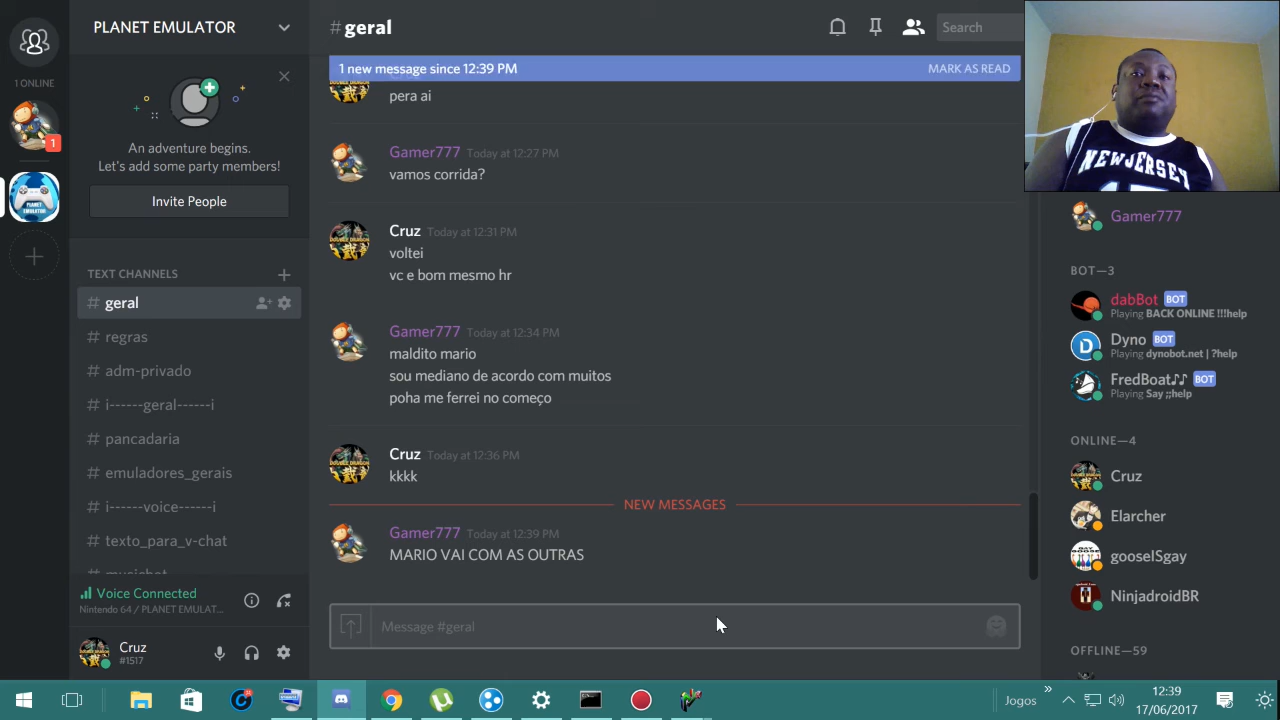 PLANET EMULATOR
#geral
Search
1 ONLINE
1
An adventure begins.
Let's add some party members!
Invite People
TEXT CHANNELS
# geral
# regras
# adm-privado
# i------geral------i
# pancadaria
# emuladores_gerais
# i------voice------i
# texto_para_v-chat
Voice Connected
Nintendo 64 / PLANET EMULAT...
Cruz
#1517
1 new message since 12:39 PM
MARK AS READ
pera ai
Gamer777 Today at 12:27 PM
vamos corrida?
Cruz Today at 12:31 PM
voltei
vc e bom mesmo hr
Gamer777 Today at 12:34 PM
maldito mario
sou mediano de acordo com muitos
poha me ferrei no começo
Cruz Today at 12:36 PM
kkkk
NEW MESSAGES
Gamer777 Today at 12:39 PM
MARIO VAI COM AS OUTRAS
Message #geral
NEW JERSEY
Gamer777
BOT—3
dabBot BOT
Playing BACK ONLINE !!!help
Dyno BOT
Playing dynobot.net | ?help
FredBoat♪♪ BOT
Playing Say ;;help
ONLINE—4
Cruz
Elarcher
gooseISgay
NinjadroidBR
OFFLINE—59
Jogos
12:39
17/06/2017